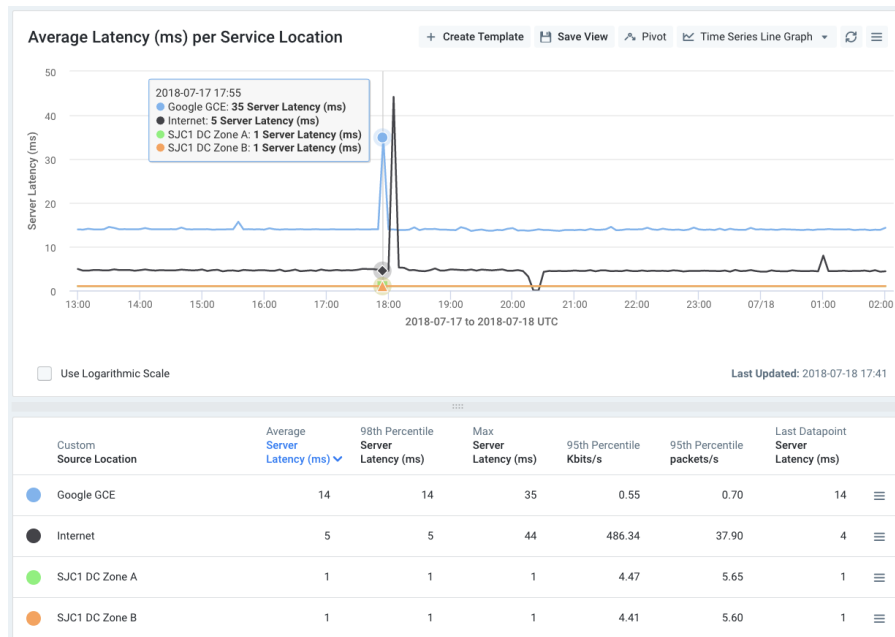 Average Latency (ms) per Service Location
+ Create Template
Save View
Pivot
Time Series Line Graph
50
40
30
20
10
0
Server Latency (ms)
2018-07-17 17:55
Google GCE: 35 Server Latency (ms)
Internet: 5 Server Latency (ms)
SJC1 DC Zone A: 1 Server Latency (ms)
SJC1 DC Zone B: 1 Server Latency (ms)
13:00 14:00 15:00 16:00 17:00 18:00 19:00 20:00 21:00 22:00 23:00 07/18 01:00 02:00
2018-07-17 to 2018-07-18 UTC
Use Logarithmic Scale
Last Updated: 2018-07-18 17:41
Custom
Source Location
Average
Server
Latency (ms)
98th Percentile
Server
Latency (ms)
Max
Server
Latency (ms)
95th Percentile
Kbits/s
95th Percentile
packets/s
Last Datapoint
Server
Latency (ms)
Google GCE 14 14 35 0.55 0.70 14
Internet 5 5 44 486.34 37.90 4
SJC1 DC Zone A 1 1 1 4.47 5.65 1
SJC1 DC Zone B 1 1 1 4.41 5.60 1